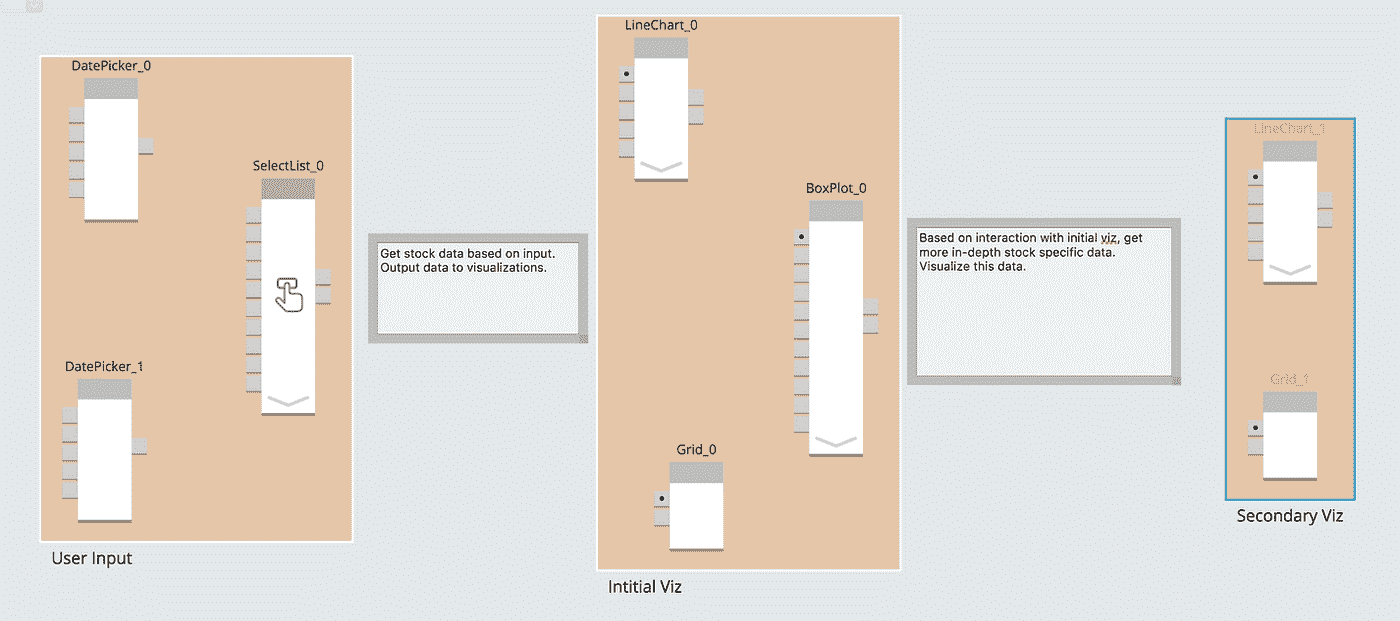 DatePicker_0
SelectList_0
DatePicker_1
User Input
Get stock data based on input.
Output data to visualizations.
LineChart_0
BoxPlot_0
Grid_0
Intitial Viz
Based on interaction with initial viz, get
more in-depth stock specific data.
Visualize this data.
LineChart_1
Grid_1
Secondary Viz